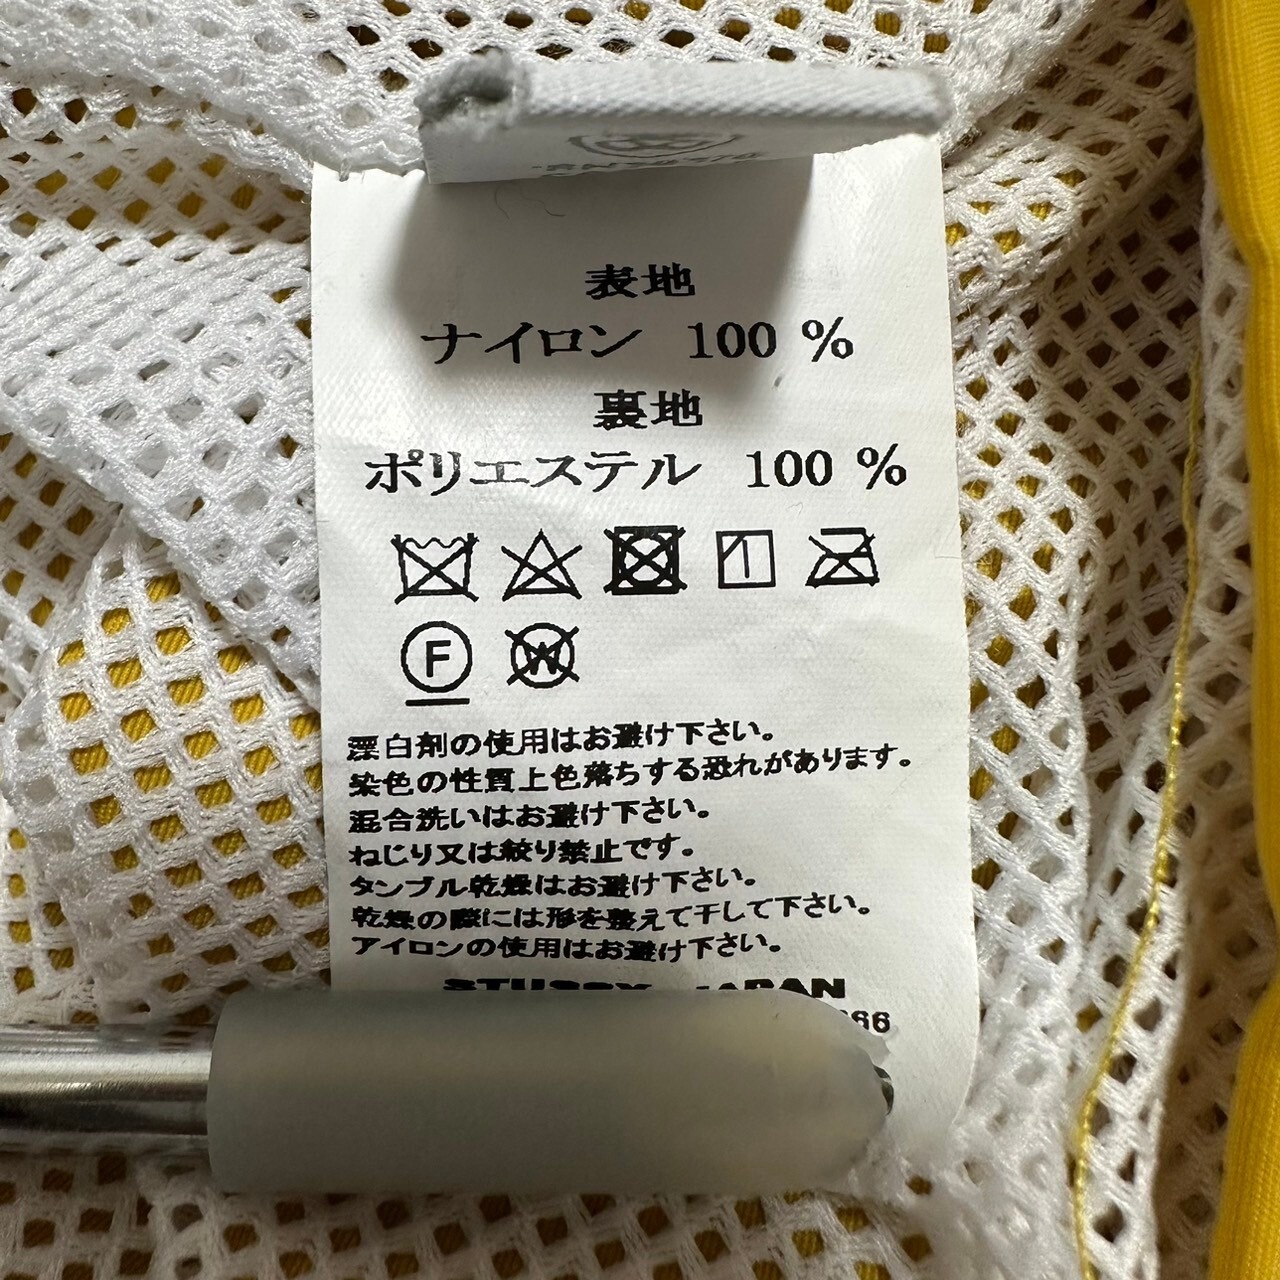 表地
ナイロン 100 %
裏地
ポリエステル 100 %
F W
漂白剤の使用はお避け下さい。
染色の性質上色落ちする恐れがあります。
混合洗いはお避け下さい。
ねじり又は絞り禁止です。
タンブル乾燥はお避け下さい。
乾燥の際には形を整えて干して下さい。
アイロンの使用はお避け下さい。
STUSSY JAPAN
66